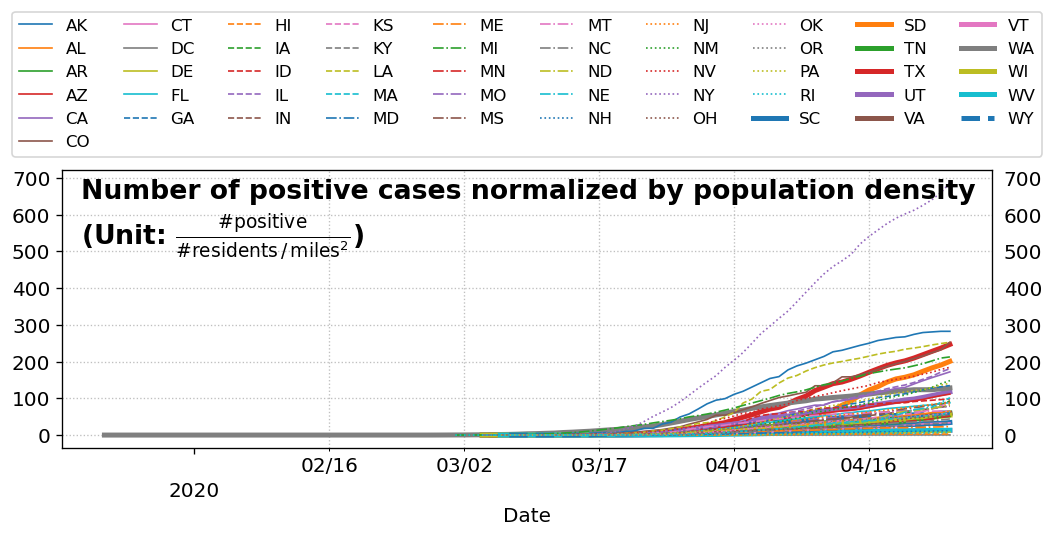 AK CT HI KS ME MT NJ OK SD VT
AL DC IA KY MI NC NM OR TN WA
AR DE ID LA MN ND NV PA TX WI
AZ FL IL MA MO NE NY RI UT WV
CA GA IN MD MS NH OH SC VA WY
CO
700 Number of positive cases normalized by population density 700
600 (Unit: #positive / #residents / miles²) 600
500 500
400 400
300 300
200 200
100 100
0 0
02/16 03/02 03/17 04/01 04/16
2020
Date